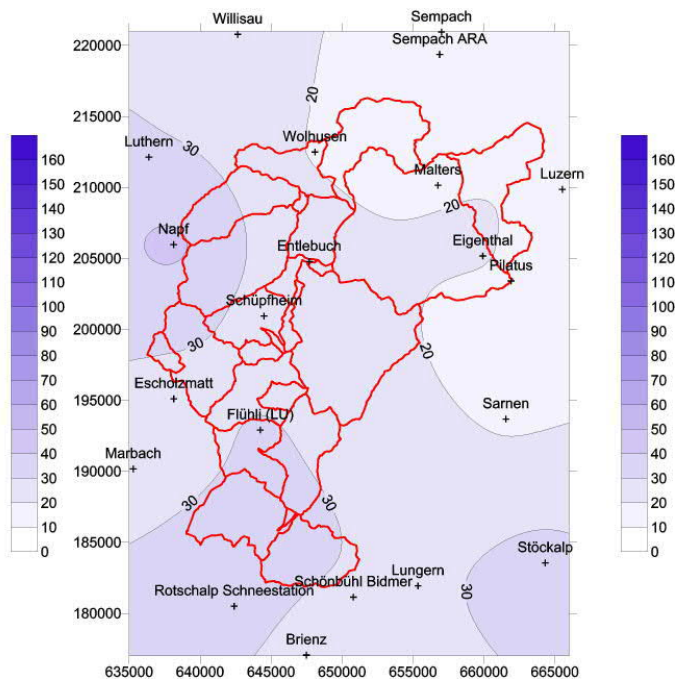 Willisau
Sempach
220000
Sempach ARA
20
215000
30
Wolhusen
Luthern
160
160
150
150
Malters
Luzern
140
210000
140
130
20
130
120
Napf
120
110
Entlebuch
Eigenthal
110
100
205000
Pilatus
100
90
90
80
Schüpfheim
80
70
200000
70
60
30
20
60
50
Escholzmatt
50
40
195000
Flühli (LU)
Sarnen
40
30
30
20
Marbach
20
10
190000
30
30
10
0
0
185000
Stöckalp
Lungern
30
Rotschalp Schneestation
Schönbühl Bidmer
180000
Brienz
635000 640000 645000 650000 655000 660000 665000